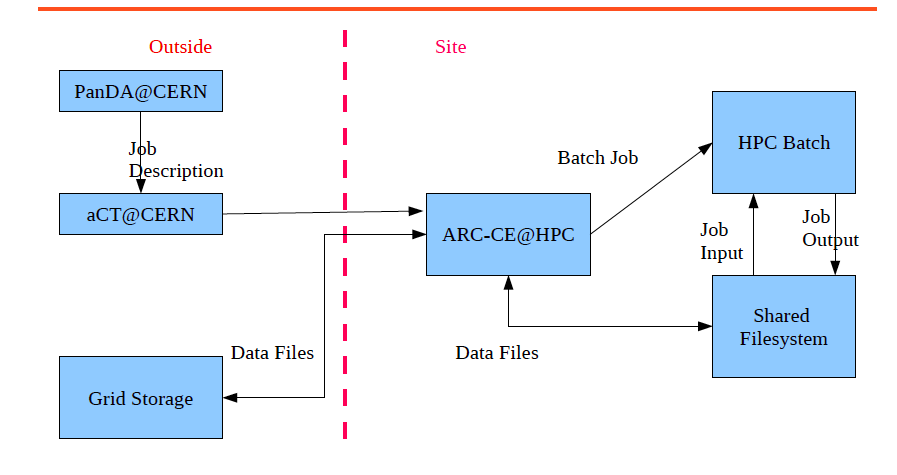 Outside
Site
PanDA@CERN
Job
Description
aCT@CERN
Batch Job
HPC Batch
ARC-CE@HPC
Job
Input
Job
Output
Data Files
Data Files
Shared
Filesystem
Grid Storage